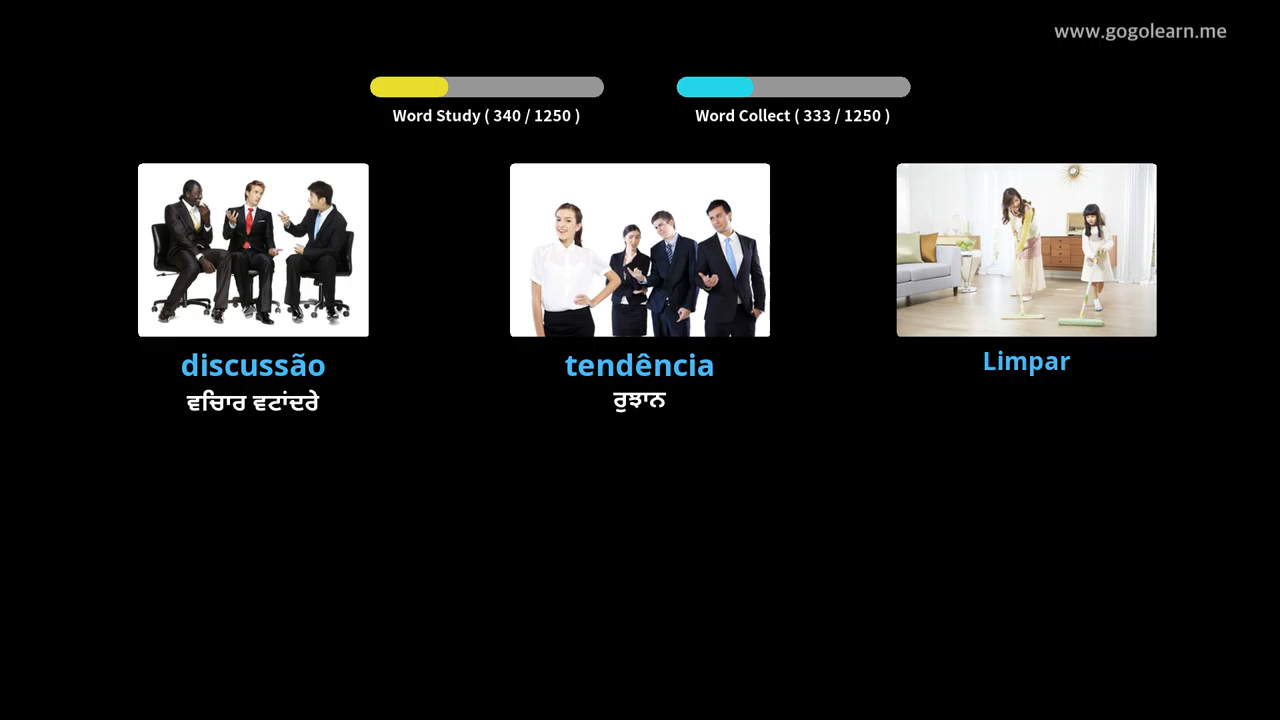 www.gogolearn.me
Word Study ( 340 / 1250 )
Word Collect ( 333 / 1250 )
discussão
ਵਿਚਾਰ ਵਟਾਂਦਰੇ
tendência
ਰੁਝਾਨ
Limpar